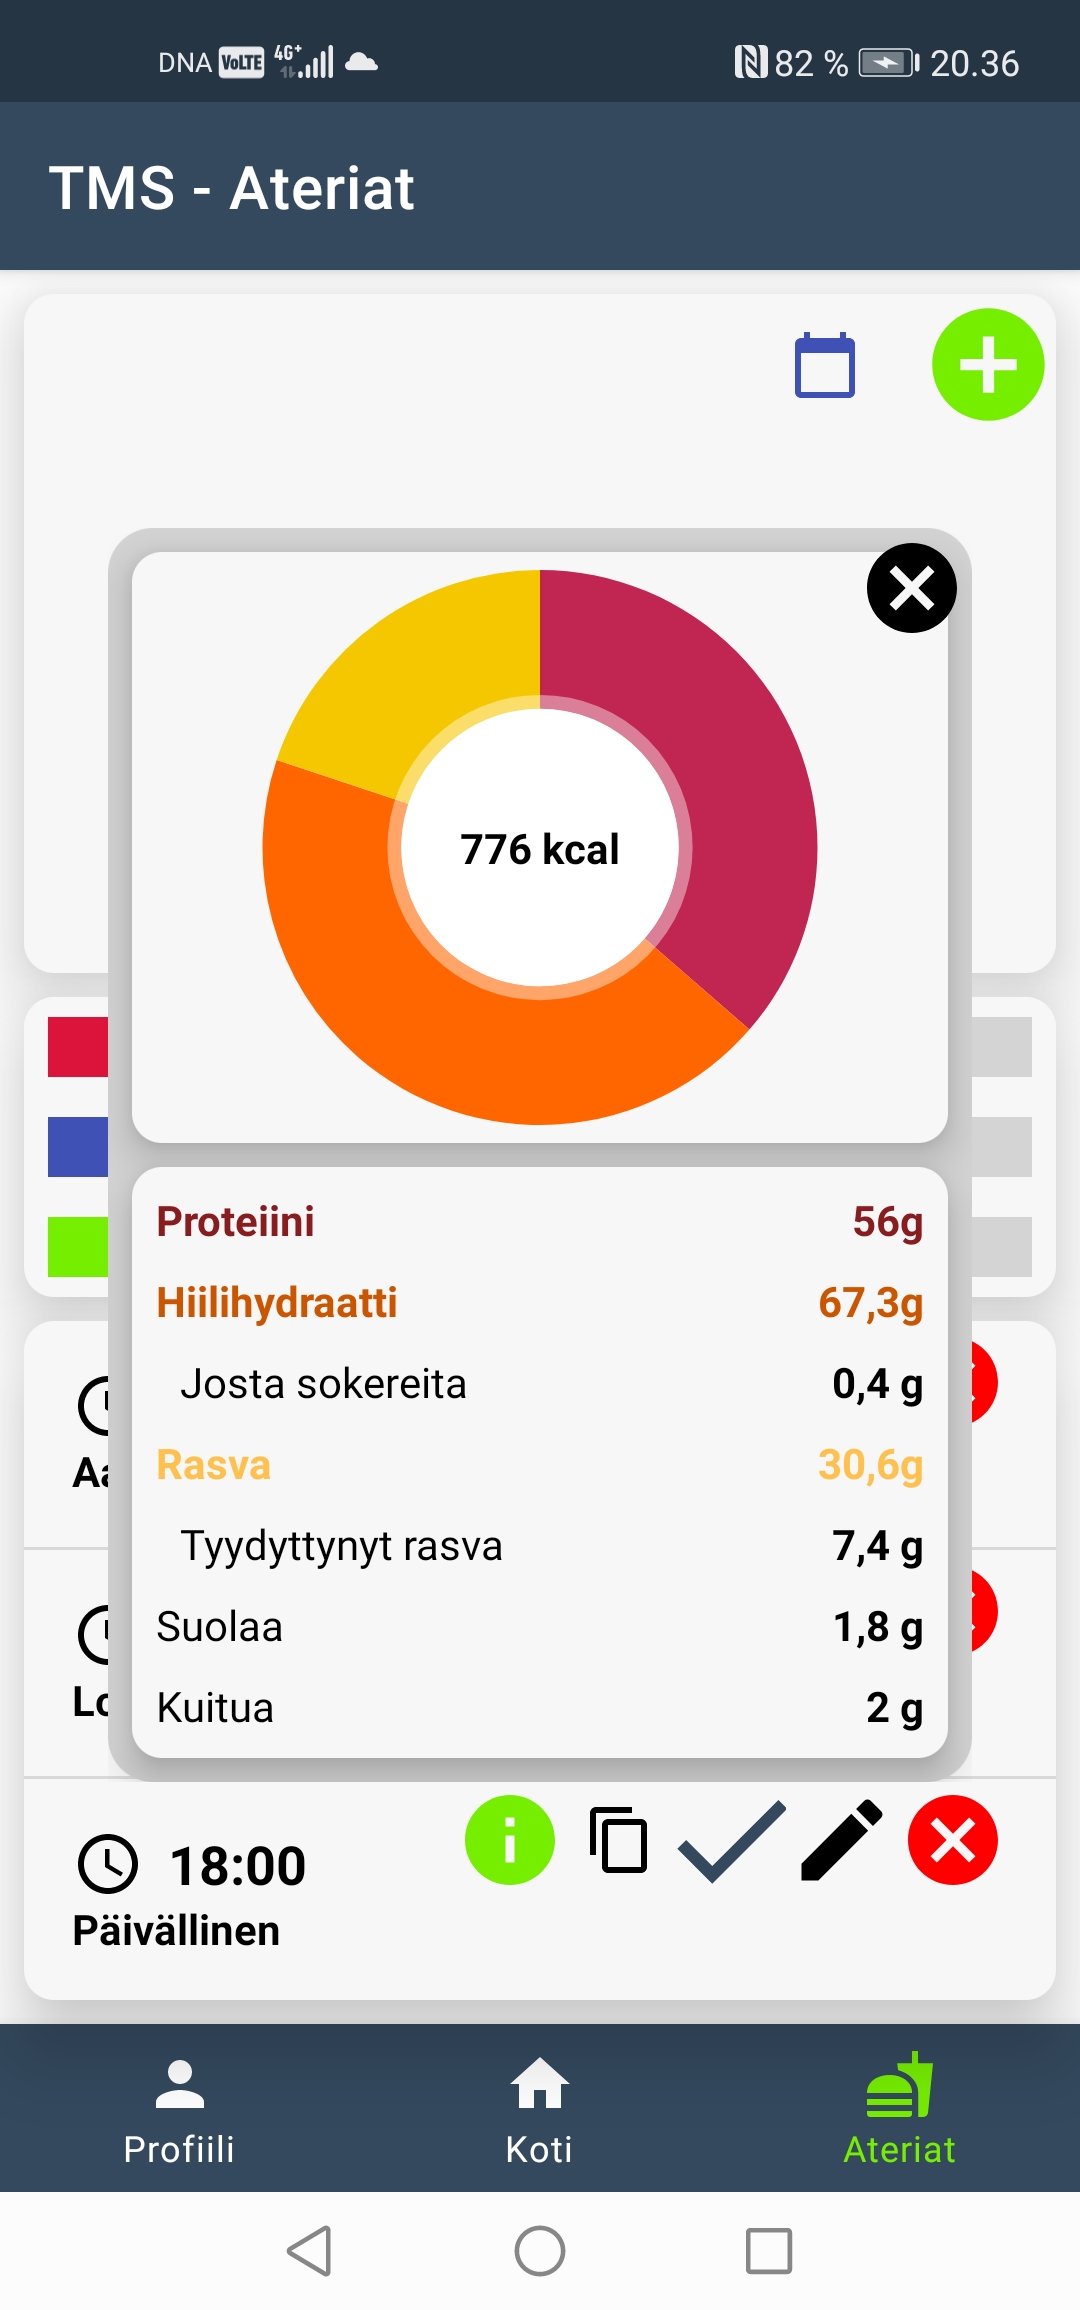 DNA VoLTE 4G+ 82 % 20.36
TMS - Ateriat
776 kcal
Proteiini 56g
Hiilihydraatti 67,3g
Josta sokereita 0,4 g
Rasva 30,6g
Tyydyttynyt rasva 7,4 g
Suolaa 1,8 g
Kuitua 2 g
Aa
Lo
18:00
Päivällinen
Profiili Koti Ateriat